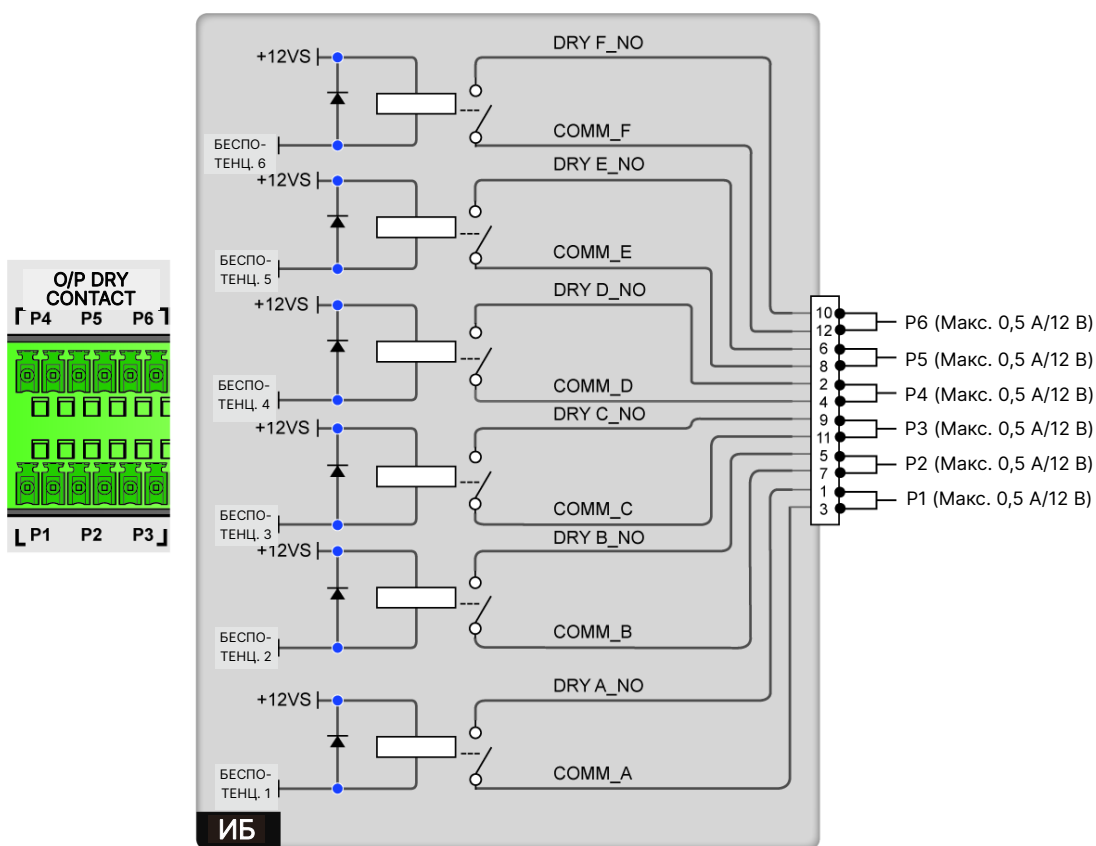 O/P DRY
CONTACT
P4 P5 P6
P1 P2 P3
+12VS
DRY F_NO
БЕСПО-
ТЕНЦ. 6
COMM_F
+12VS
DRY E_NO
БЕСПО-
ТЕНЦ. 5
COMM_E
+12VS
DRY D_NO
БЕСПО-
ТЕНЦ. 4
COMM_D
+12VS
DRY C_NO
БЕСПО-
ТЕНЦ. 3
COMM_C
+12VS
DRY B_NO
БЕСПО-
ТЕНЦ. 2
COMM_B
+12VS
DRY A_NO
БЕСПО-
ТЕНЦ. 1
COMM_A
ИБ
10
12
6
8
2
4
9
11
5
7
1
3
P6 (Макс. 0,5 А/12 В)
P5 (Макс. 0,5 А/12 В)
P4 (Макс. 0,5 А/12 В)
P3 (Макс. 0,5 А/12 В)
P2 (Макс. 0,5 А/12 В)
P1 (Макс. 0,5 А/12 В)